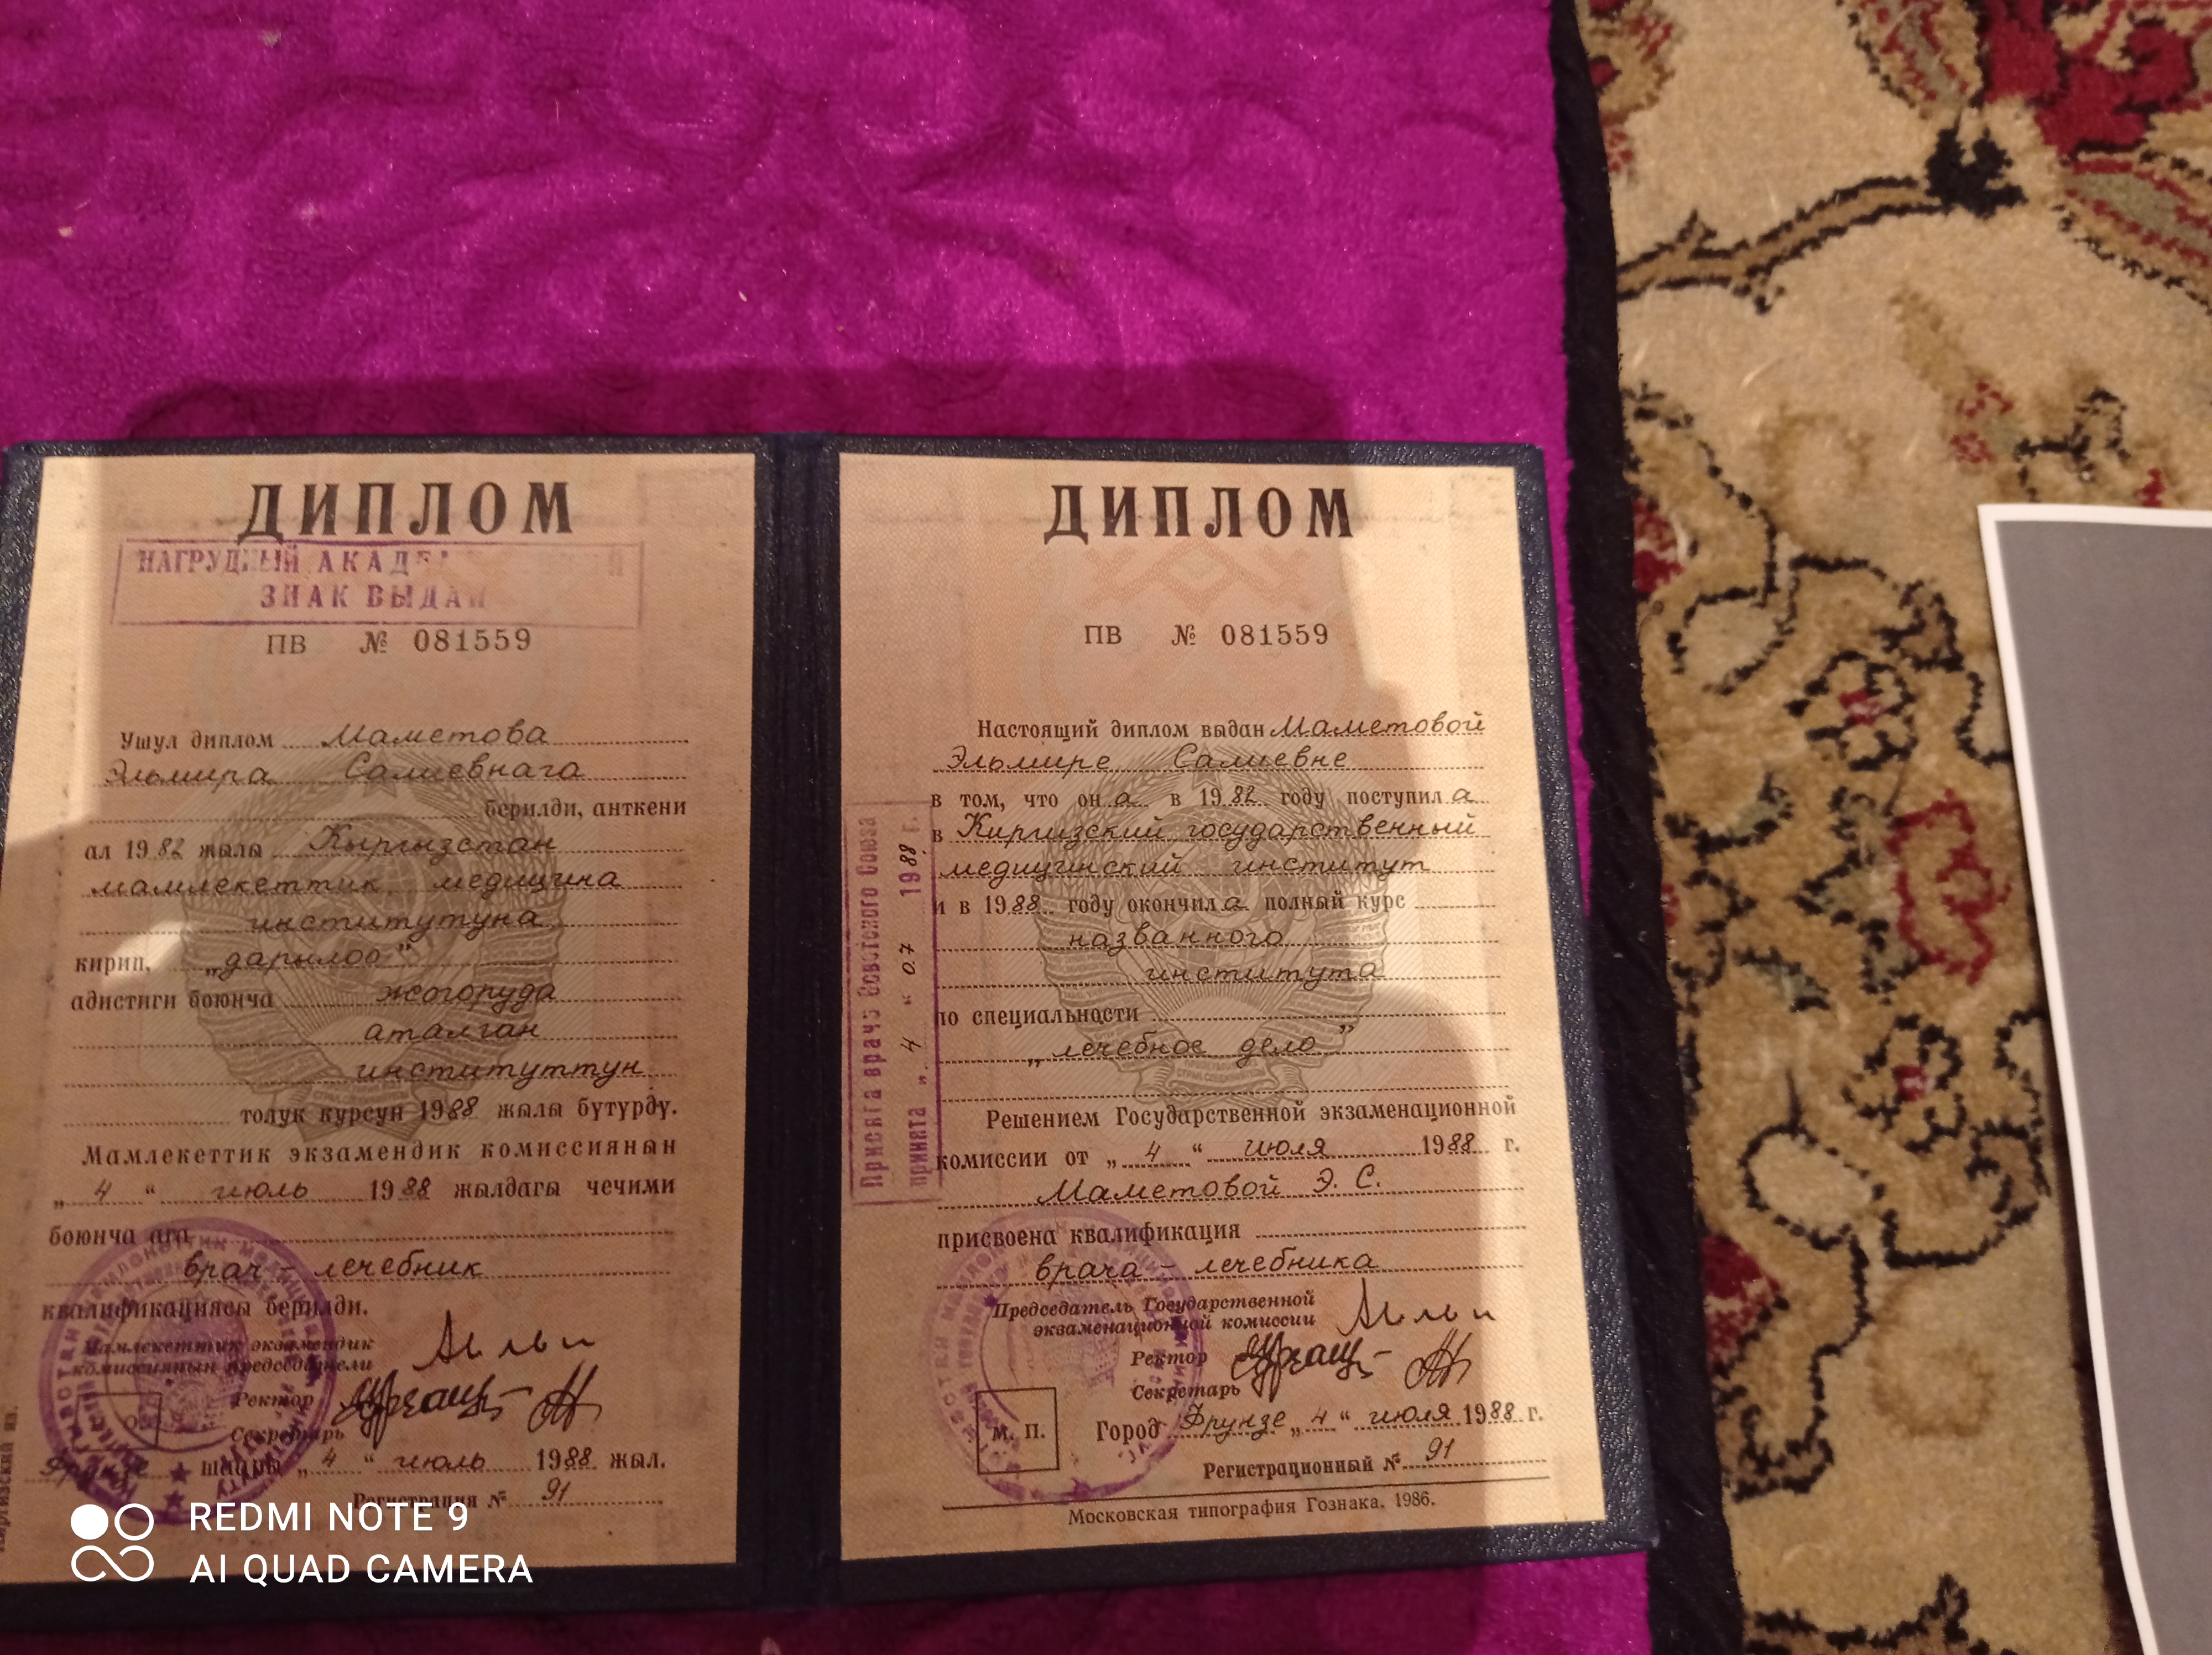 ДИПЛОМ
НАГРУДНЫЙ
ЗНАК ВЫДАН
ПВ № 081559
Ушул диплом Маметова
Эльмира Салиевнага
берилди, анткени
ал 1982 жылы Кыргызстан
мамлекеттик медицина
институтуна
кирип, „дарылоо"
адистиги боюнча жогоруда
аталган
институттун
толук курсун 1988 жылы бүтүрдү.
Мамлекеттик экзамендик комиссиянын
„4“ июль 1988 жылдагы чечими
боюнча ага
врач - лечебник
квалификациясы берилди.
Мамлекеттик экзамендик
комиссиянын председатели
Ректор
Секретарь
Фрунзе шаары „4“ июль 1988 жыл.
Регистрация № 91
ДИПЛОМ
ПВ № 081559
Настоящий диплом выдан Маметовой
Эльмире Салиевне
в том, что она в 1982 году поступила
в Киргизский государственный
медицинский институт
и в 1988 году окончила полный курс
названного
института
по специальности
„лечебное дело"
Решением Государственной экзаменационной
комиссии от „4“ июля 1988 г.
Маметовой Э. С.
присвоена квалификация
врача - лечебника
Председатель Государственной
экзаменационной комиссии
Ректор
Секретарь
М. П.
Город Фрунзе „4“ июля 1988 г.
Регистрационный № 91
Московская типография Гознака. 1986.
Присяга врача Советского Союза
принята „4“ 07 1988 г.
REDMI NOTE 9
AI QUAD CAMERA